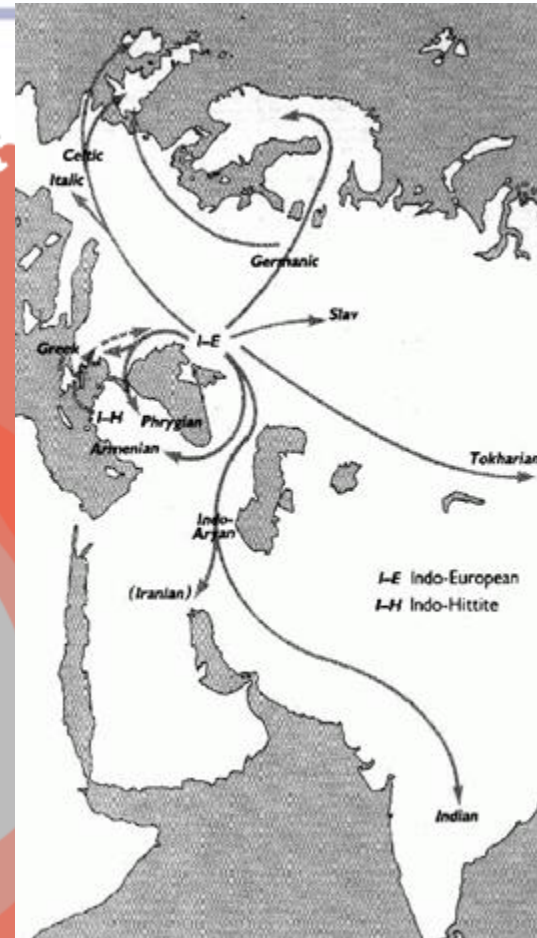 Celtic
Italic
Germanic
Slav
I–E
Greek
I–H
Phrygian
Armenian
Tokharian
Indo-
Aryan
I–E Indo-European
(Iranian)
I–H Indo-Hittite
Indian